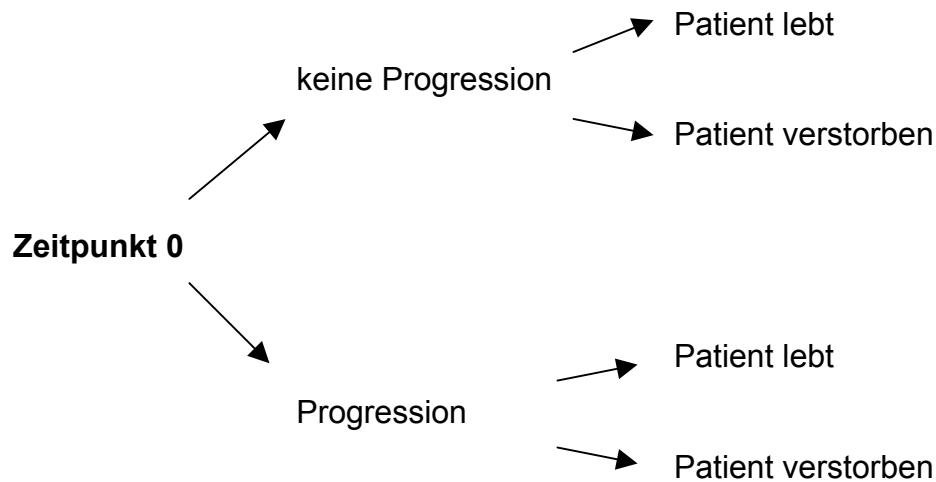 Patient lebt
keine Progression
Patient verstorben
Zeitpunkt 0
Patient lebt
Progression
Patient verstorben